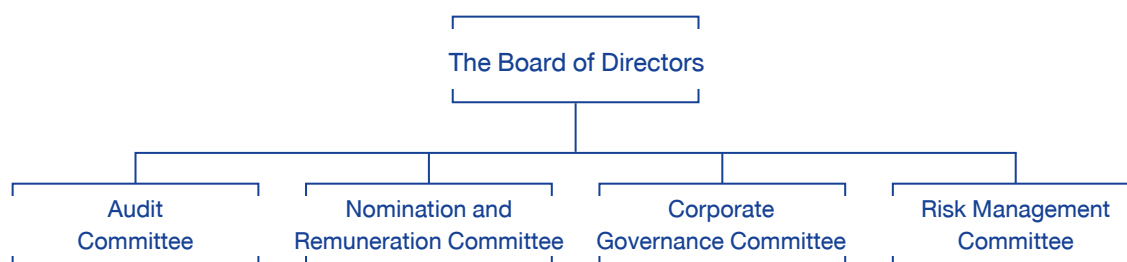 The Board of Directors
Audit
Committee
Nomination and
Remuneration Committee
Corporate
Governance Committee
Risk Management
Committee